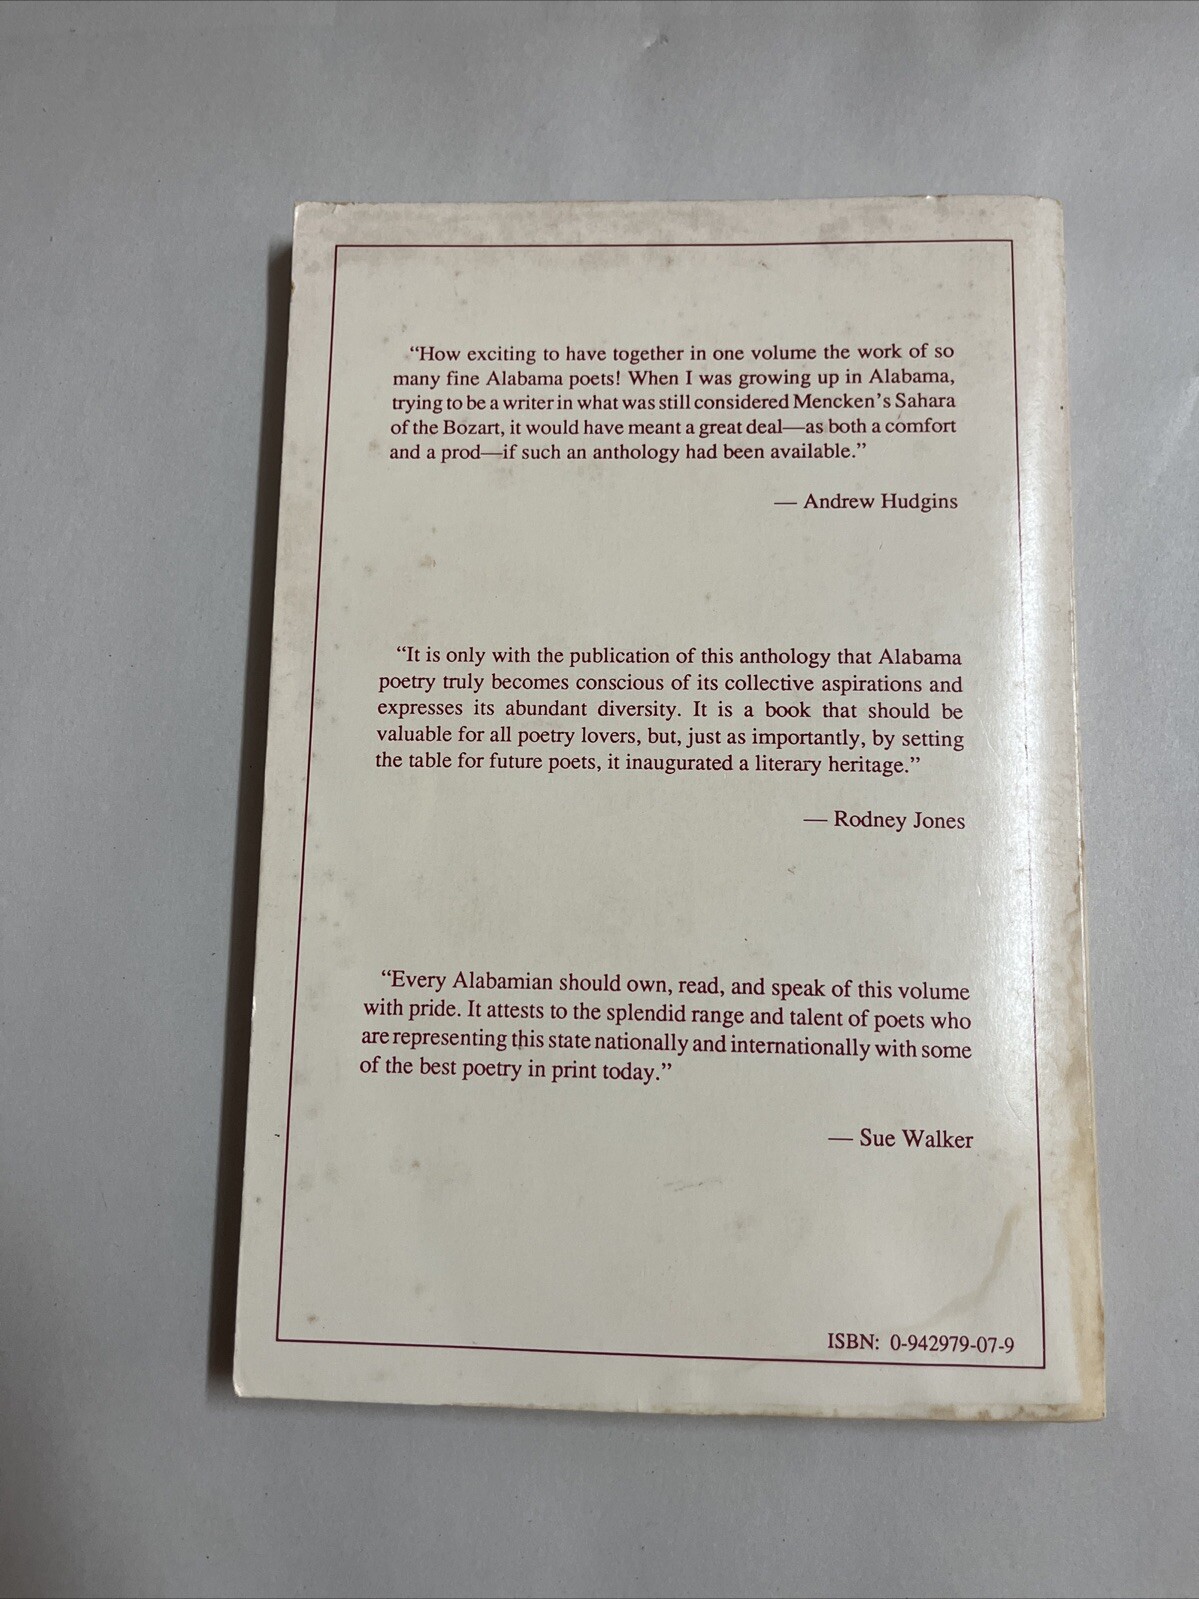 “How exciting to have together in one volume the work of so
many fine Alabama poets! When I was growing up in Alabama,
trying to be a writer in what was still considered Mencken’s Sahara
of the Bozart, it would have meant a great deal—as both a comfort
and a prod—if such an anthology had been available.”
— Andrew Hudgins
“It is only with the publication of this anthology that Alabama
poetry truly becomes conscious of its collective aspirations and
expresses its abundant diversity. It is a book that should be
valuable for all poetry lovers, but, just as importantly, by setting
the table for future poets, it inaugurated a literary heritage.”
— Rodney Jones
“Every Alabamian should own, read, and speak of this volume
with pride. It attests to the splendid range and talent of poets who
are representing this state nationally and internationally with some
of the best poetry in print today.”
— Sue Walker
ISBN: 0-942979-07-9